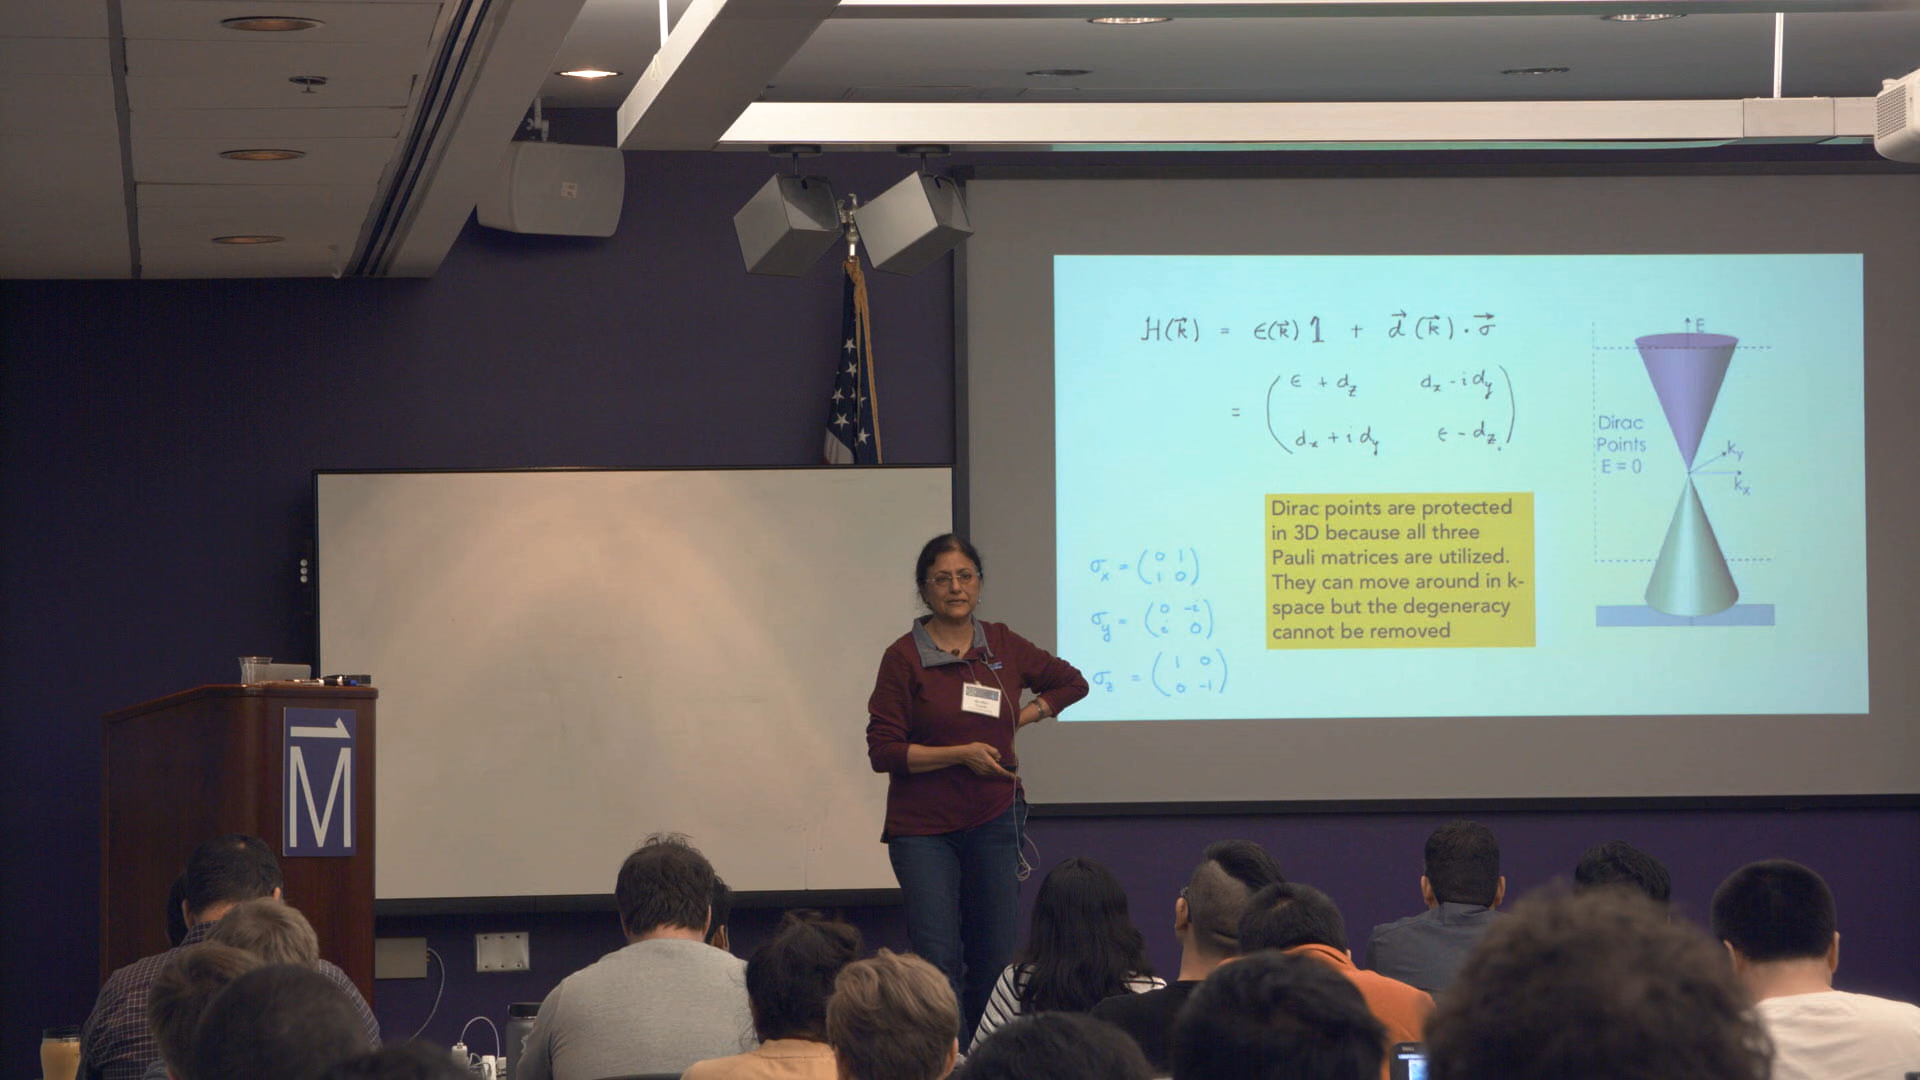 H(k⃗) = ϵ(k⃗) 𝟙 + d⃗(k⃗) · σ⃗
= ( ϵ + d_z d_x - i d_y
d_x + i d_y ϵ - d_z )
E
Dirac
Points
E = 0
k_y
k_x
Dirac points are protected
in 3D because all three
Pauli matrices are utilized.
They can move around in k-
space but the degeneracy
cannot be removed
σ_x = ( 0 1
1 0 )
σ_y = ( 0 -i
i 0 )
σ_z = ( 1 0
0 -1 )
M